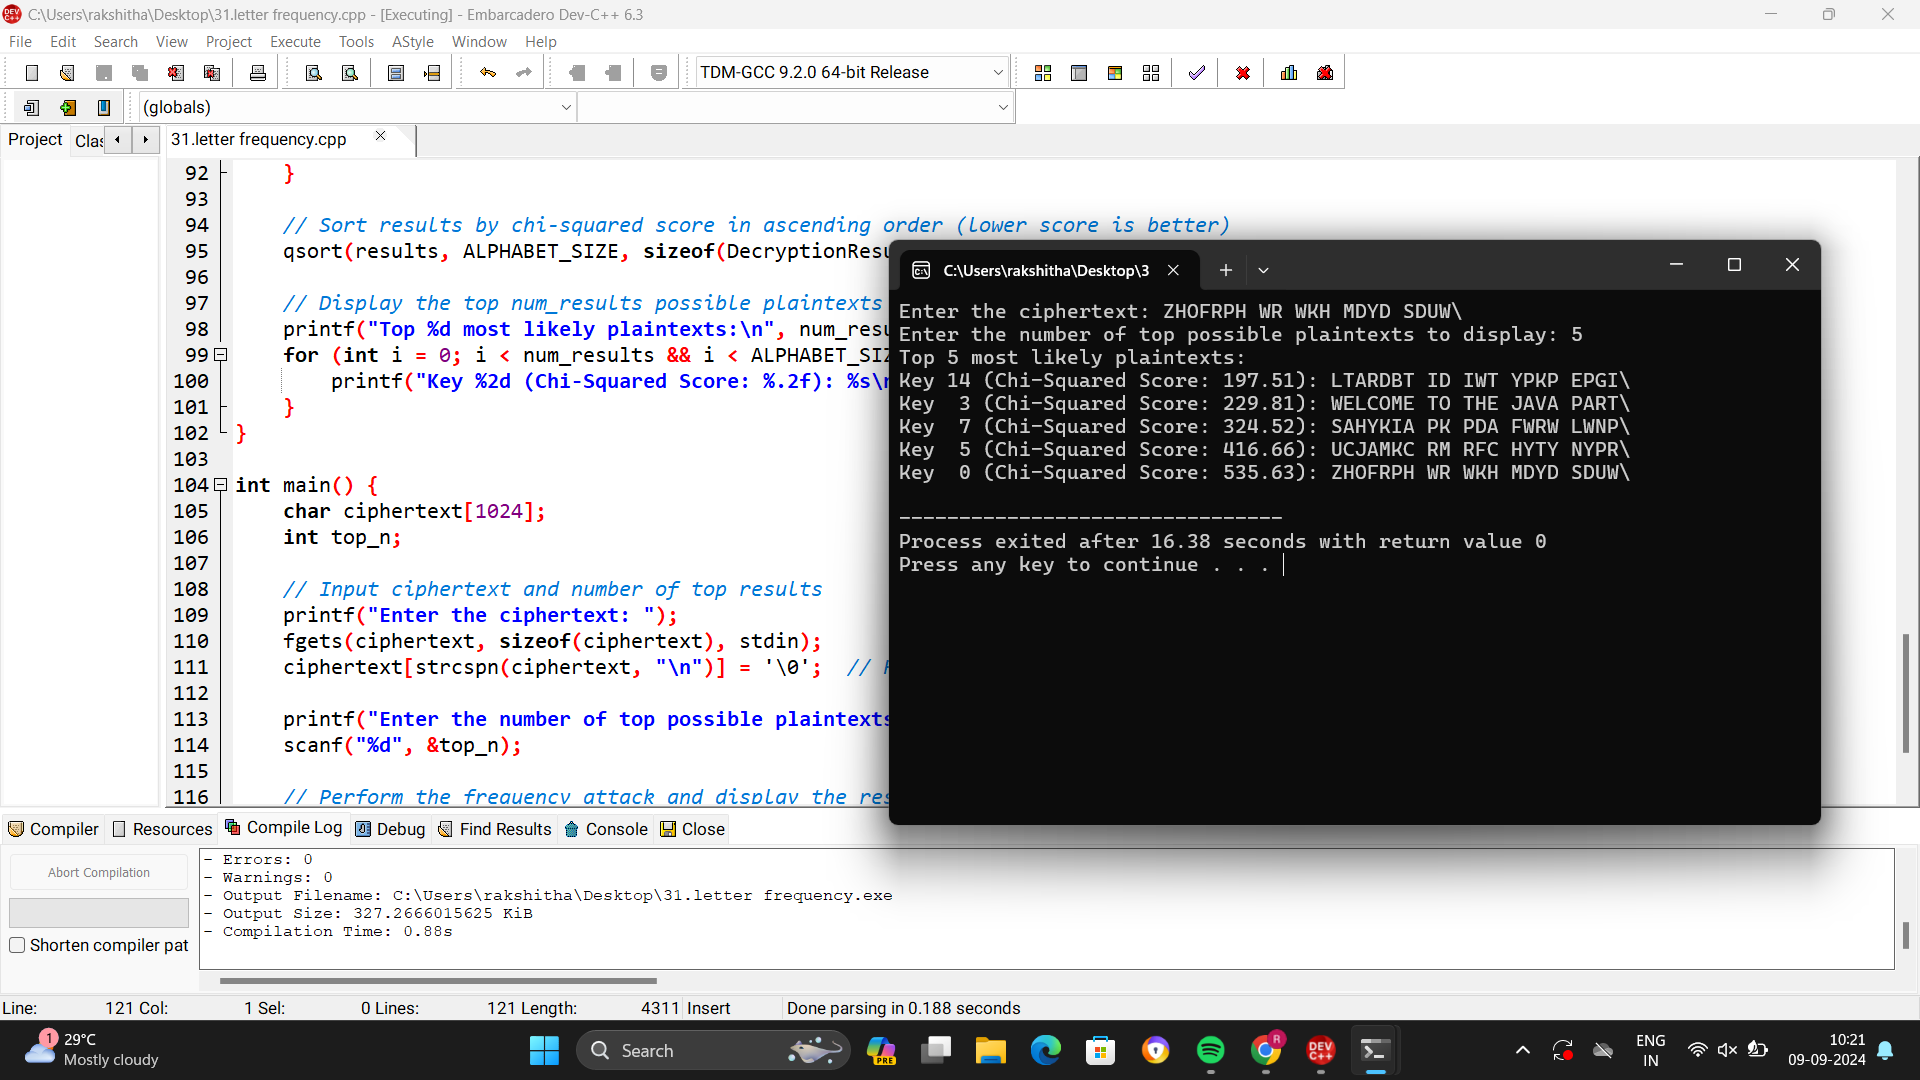 C:\Users\rakshitha\Desktop\31.letter frequency.cpp - [Executing] - Embarcadero Dev-C++ 6.3
File Edit Search View Project Execute Tools AStyle Window Help
TDM-GCC 9.2.0 64-bit Release
(globals)
Project Clas 31.letter frequency.cpp
92 }
93
94 // Sort results by chi-squared score in ascending order (lower score is better)
95 qsort(results, ALPHABET_SIZE, sizeof(DecryptionResu
96
97 // Display the top num_results possible plaintexts
98 printf("Top %d most likely plaintexts:\n", num_resu
99 for (int i = 0; i < num_results && i < ALPHABET_SIZ
100 printf("Key %2d (Chi-Squared Score: %.2f): %s\n
101 }
102 }
103
104 int main() {
105 char ciphertext[1024];
106 int top_n;
107
108 // Input ciphertext and number of top results
109 printf("Enter the ciphertext: ");
110 fgets(ciphertext, sizeof(ciphertext), stdin);
111 ciphertext[strcspn(ciphertext, "\n")] = '\0'; //
112
113 printf("Enter the number of top possible plaintexts
114 scanf("%d", &top_n);
115
116 // Perform the frequency attack and display the res
C:\Users\rakshitha\Desktop\3
Enter the ciphertext: ZHOFRPH WR WKH MDYD SDUW\
Enter the number of top possible plaintexts to display: 5
Top 5 most likely plaintexts:
Key 14 (Chi-Squared Score: 197.51): LTARDBT ID IWT YPKP EPGI\
Key  3 (Chi-Squared Score: 229.81): WELCOME TO THE JAVA PART\
Key  7 (Chi-Squared Score: 324.52): SAHYKIA PK PDA FWRW LWNP\
Key  5 (Chi-Squared Score: 416.66): UCJAMKC RM RFC HYTY NYPR\
Key  0 (Chi-Squared Score: 535.63): ZHOFRPH WR WKH MDYD SDUW\
--------------------------------
Process exited after 16.38 seconds with return value 0
Press any key to continue . . .
Compiler Resources Compile Log Debug Find Results Console Close
Abort Compilation
Shorten compiler pat
- Errors: 0
- Warnings: 0
- Output Filename: C:\Users\rakshitha\Desktop\31.letter frequency.exe
- Output Size: 327.2666015625 KiB
- Compilation Time: 0.88s
Line: 121 Col: 1 Sel: 0 Lines: 121 Length: 4311 Insert Done parsing in 0.188 seconds
1 29°C
Mostly cloudy
Search
PRE
R
DEV C++
ENG
IN
10:21
09-09-2024